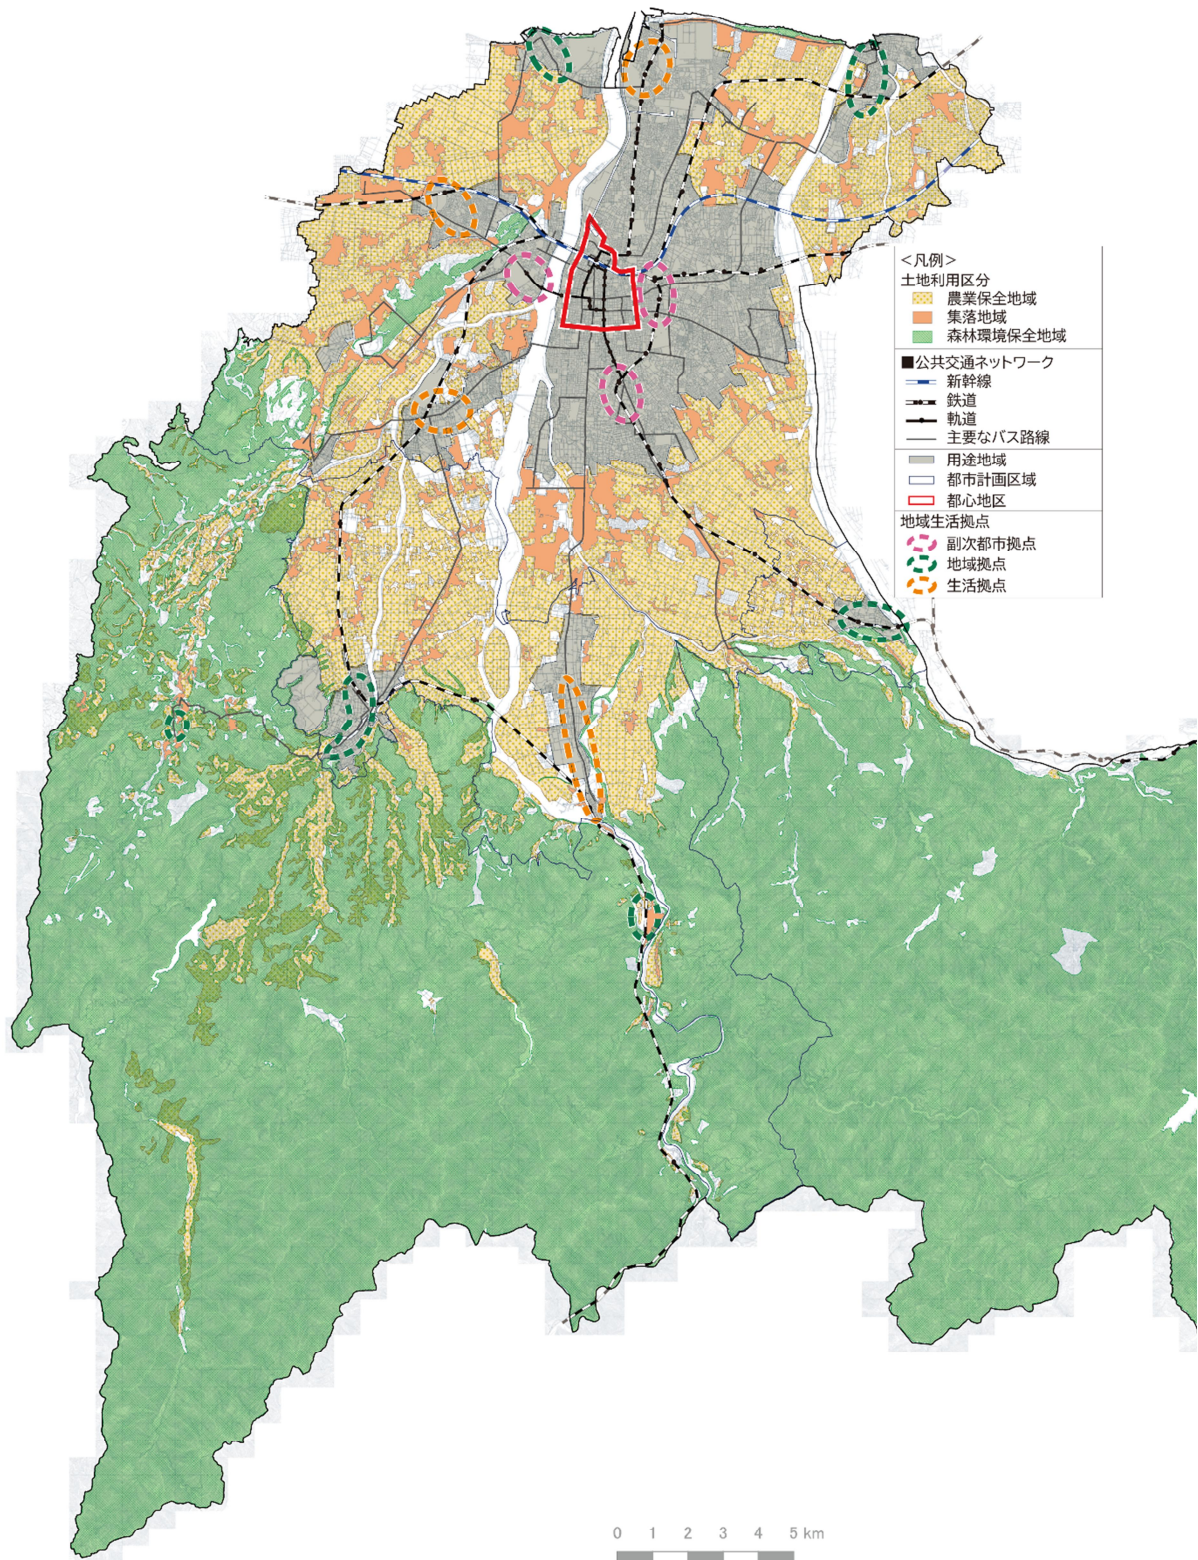 <凡例>
土地利用区分
農業保全地域
集落地域
森林環境保全地域
■公共交通ネットワーク
新幹線
鉄道
軌道
主要なバス路線
用途地域
都市計画区域
都心地区
地域生活拠点
副次都市拠点
地域拠点
生活拠点
0 1 2 3 4 5 km